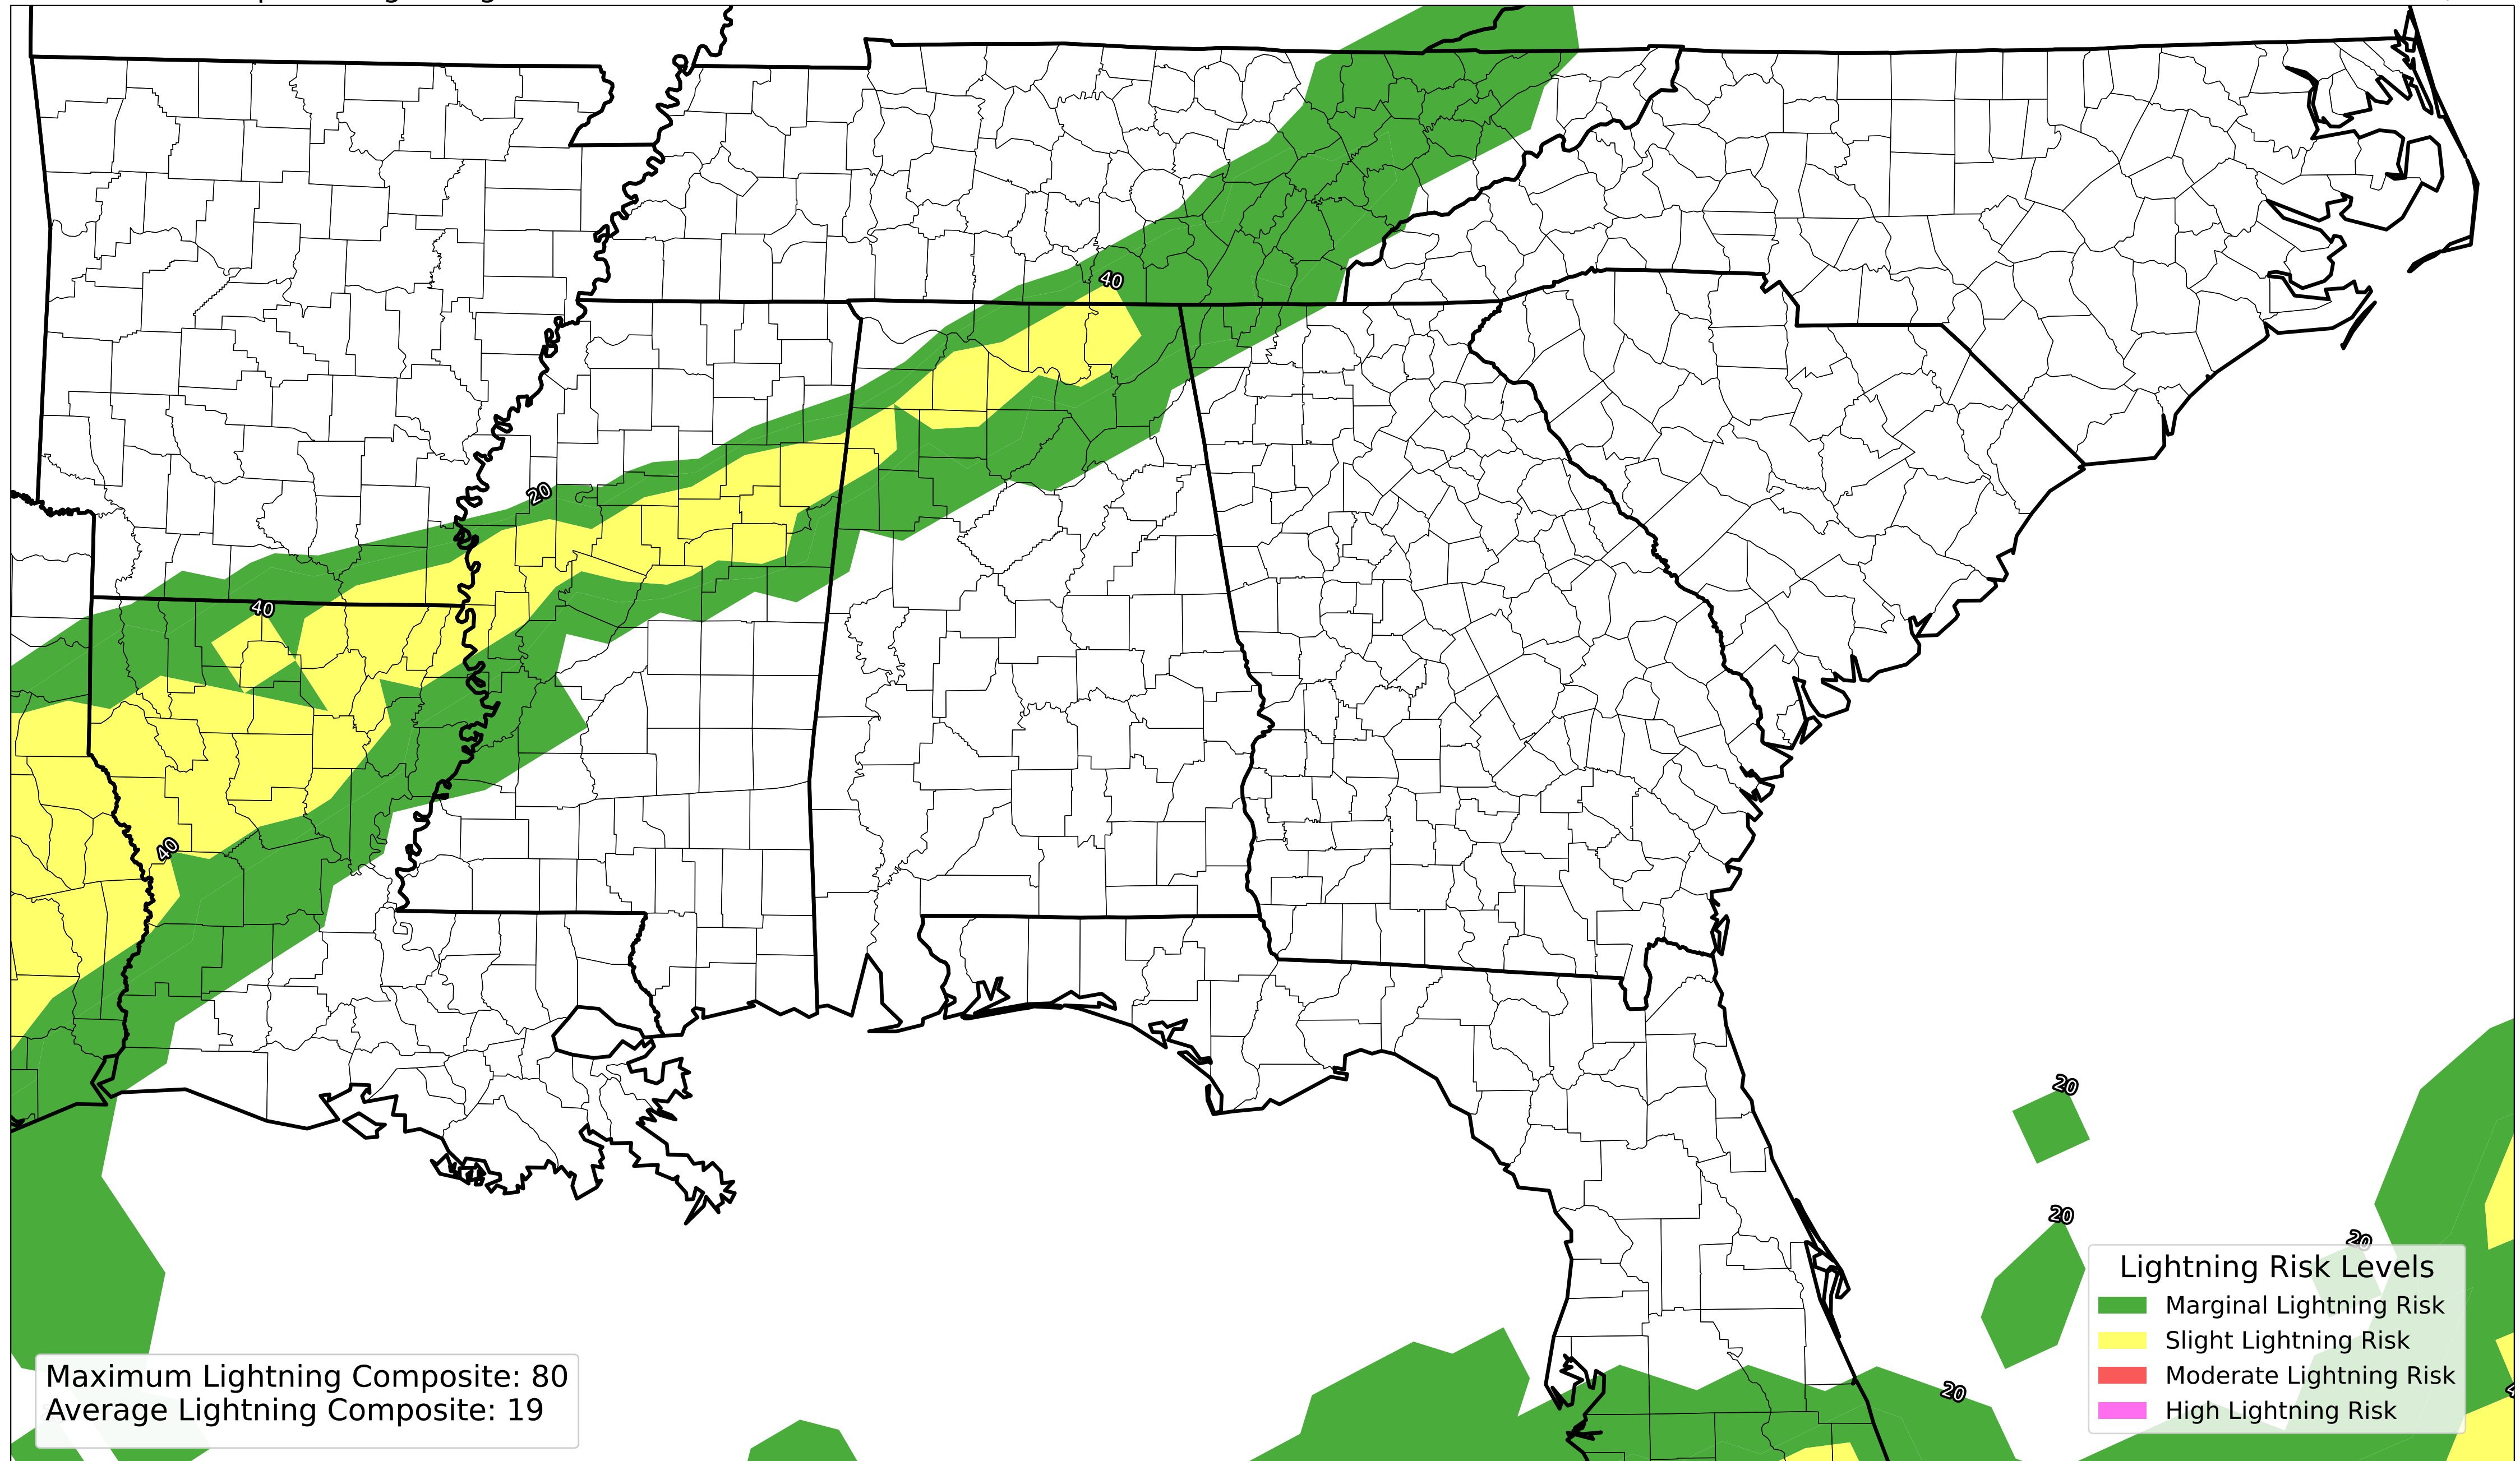 40
20
40
40
20
20
20
20
Lightning Risk Levels
Marginal Lightning Risk
Slight Lightning Risk
Moderate Lightning Risk
High Lightning Risk
Maximum Lightning Composite: 80
Average Lightning Composite: 19